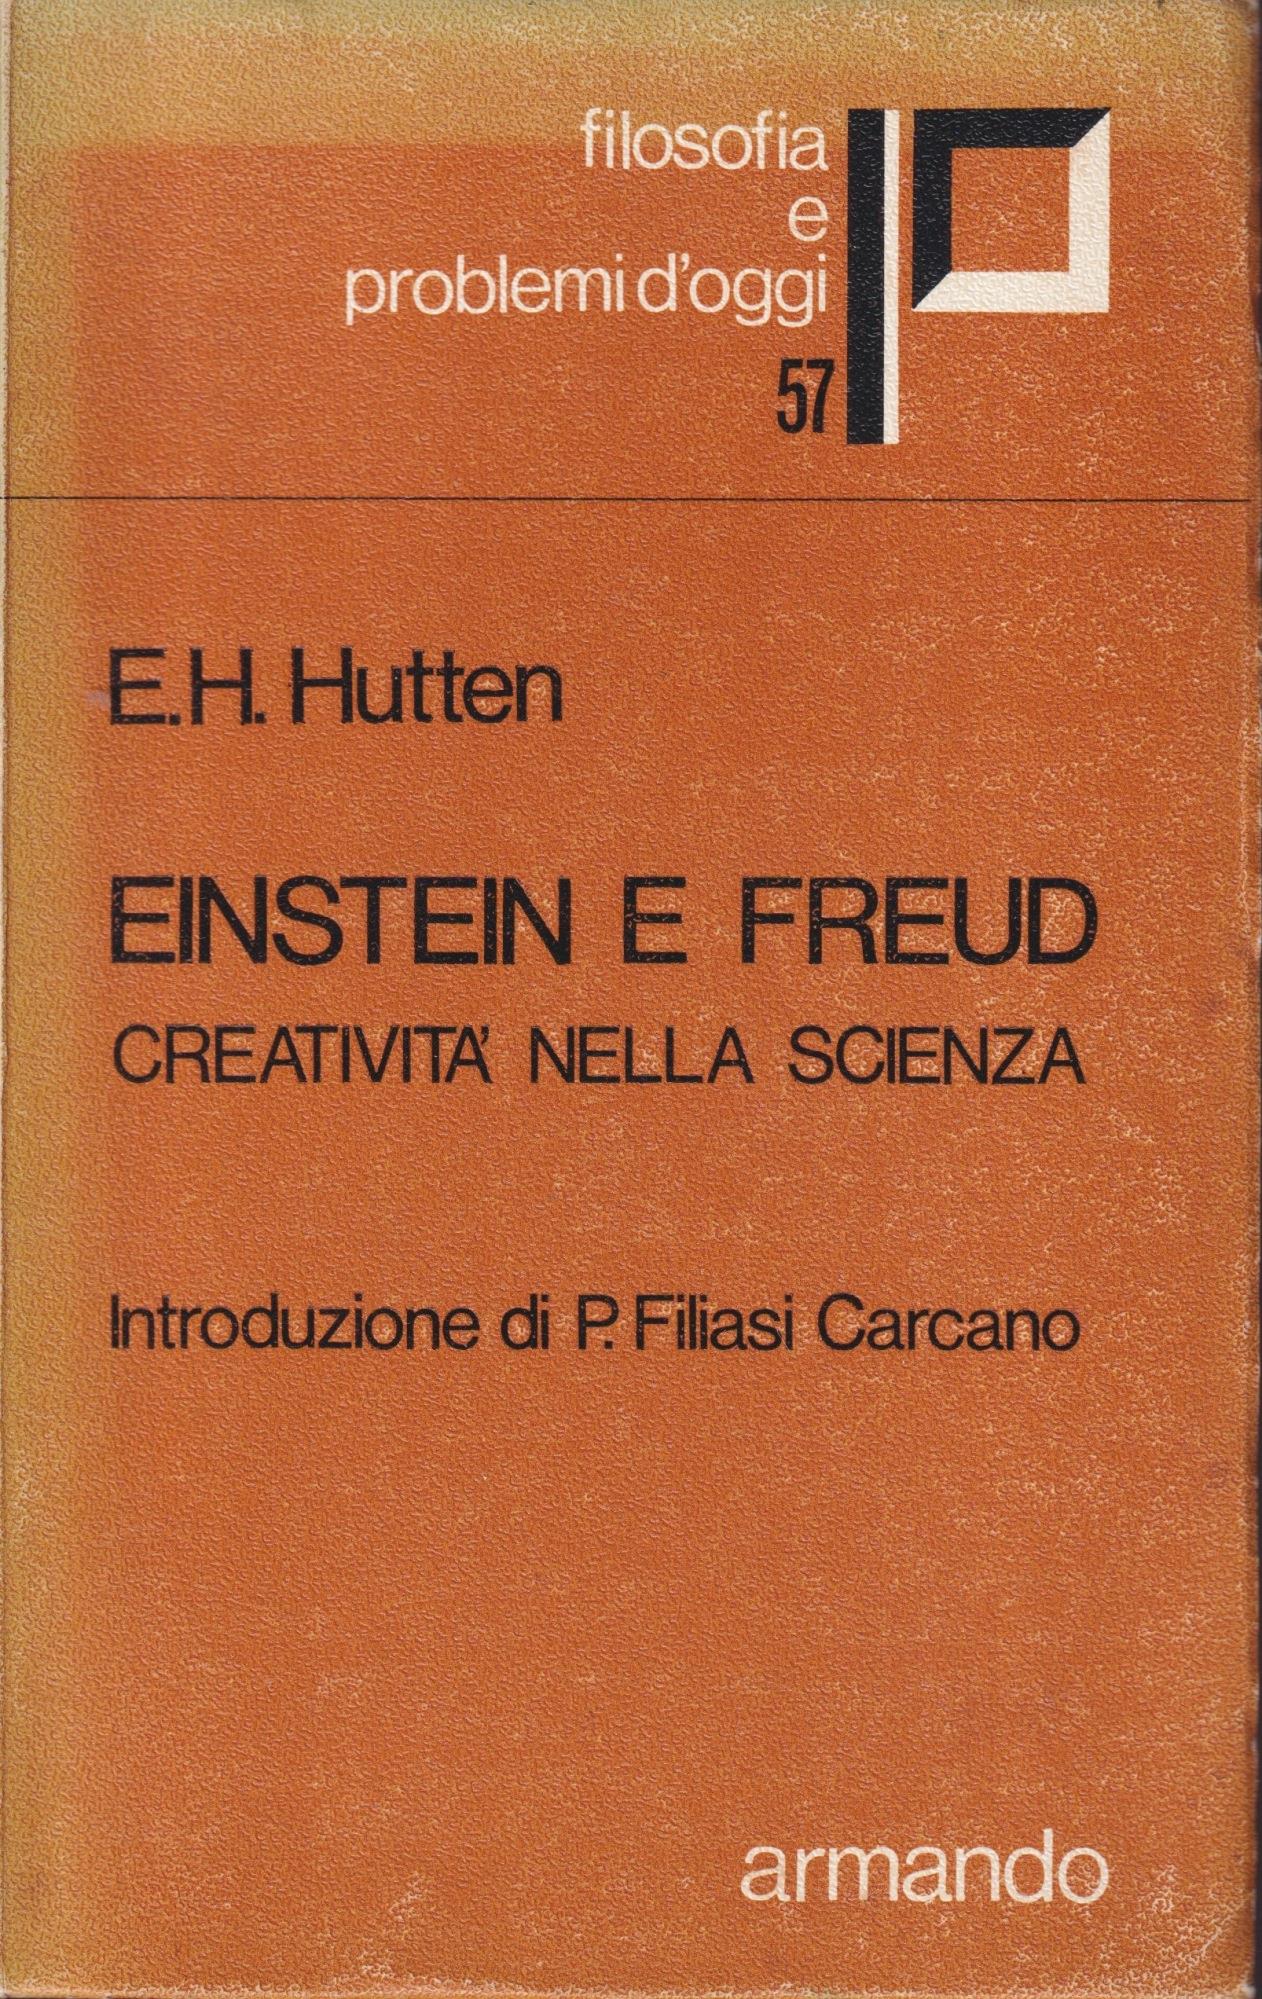 filosofia
e
problemi d'oggi
57
E.H. Hutten
EINSTEIN E FREUD
CREATIVITA' NELLA SCIENZA
Introduzione di P. Filiasi Carcano
armando